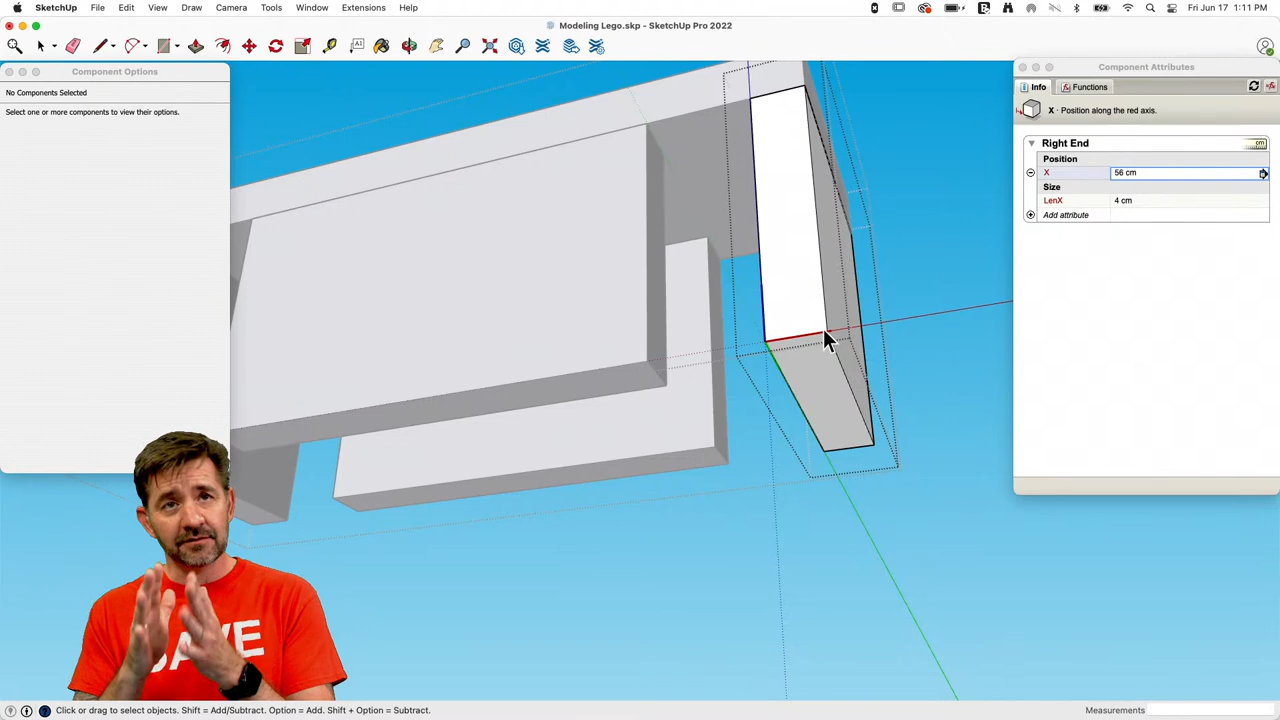 SketchUp File Edit View Draw Camera Tools Window Extensions Help Fri Jun 17 1:11 PM
Modeling Lego.skp - SketchUp Pro 2022
Component Options
No Components Selected
Select one or more components to view their options.
Component Attributes
Info Functions
X - Position along the red axis.
Right End cm
Position
X 56 cm
Size
LenX 4 cm
Add attribute
Click or drag to select objects. Shift = Add/Subtract. Option = Add. Shift + Option = Subtract. Measurements